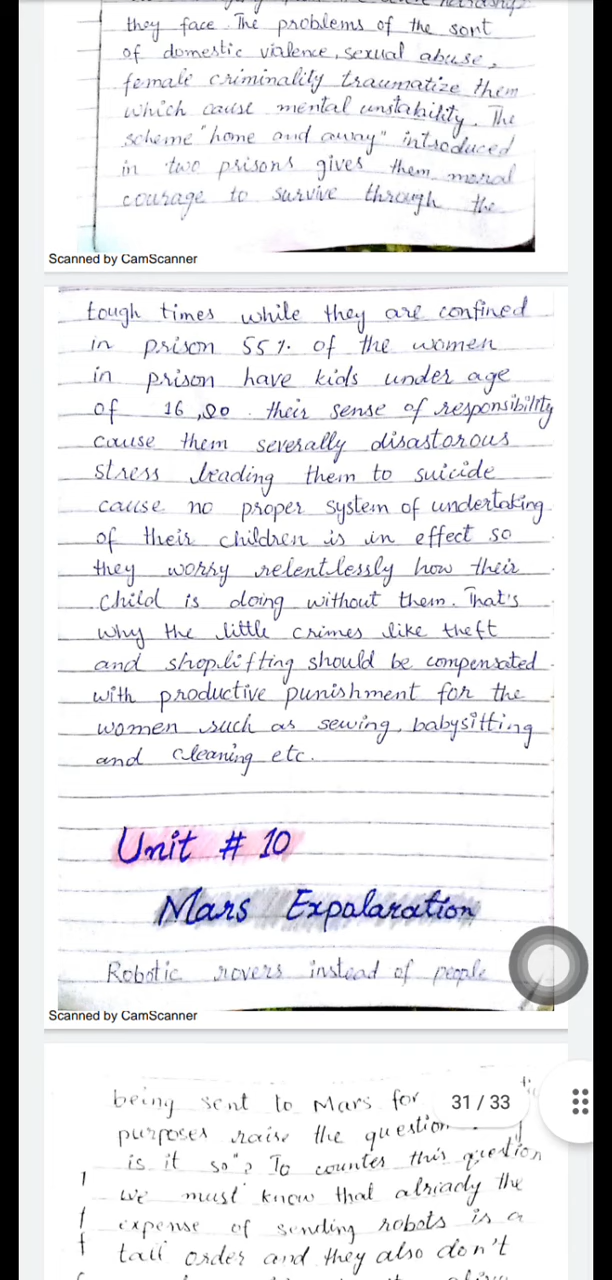 they face The problems of the sort
of domestic violence, sexual abuse,
female criminality traumatize them
which cause mental unstability. The
scheme "home and away" introduced
in two prisons gives them moral
courage to survive through the
Scanned by CamScanner
tough times while they are confined
in prison 55%. of the women
in prison have kids under age
of 16, so their sense of responsibility
cause them severally disastorous
stress leading them to suicide
cause no proper system of undertaking
of their children is in effect so
they worry relentlessly how their
child is doing without them. That's
why the little crimes like theft
and shoplifting should be compensated
with productive punishment for the
women such as sewing, babysitting
and cleaning etc.
Unit # 10
Mars Expalaration
Robotic rovers instead of people
Scanned by CamScanner
being sent to Mars for
31 / 33
purposes raise the question
is it so"? To counter this question
we must know that alriady the
expense of sending robots is a
tall order and they also don't